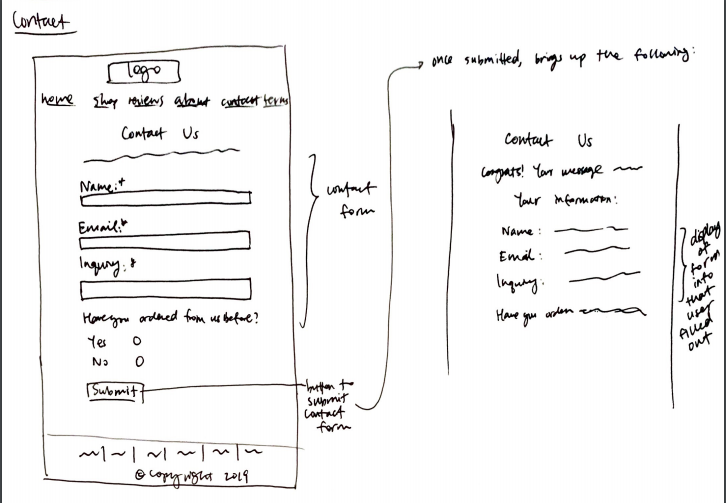 Contact
logo
home shop reviews about contact terms
Contact Us
Name:*
Email:*
Inquiry:*
Have you ordered from us before?
Yes
No
Submit
© copyright 2019
contact
form
button to
submit
contact
form
once submitted, brings up the following:
Contact Us
Congrats! Your message
Your information:
Name:
Email:
Inquiry:
Have you ordere
display
of
form
info
that
user
filled
out